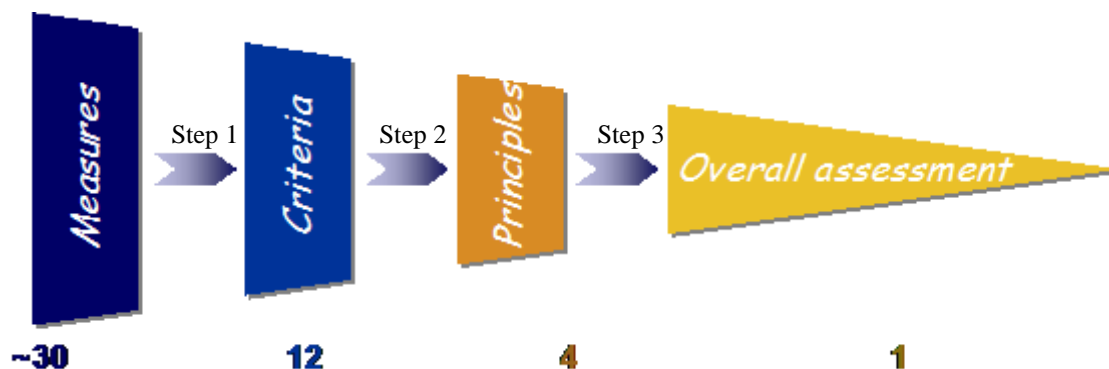 Measures
Step 1
Criteria
Step 2
Principles
Step 3
Overall assessment
~30
12
4
1